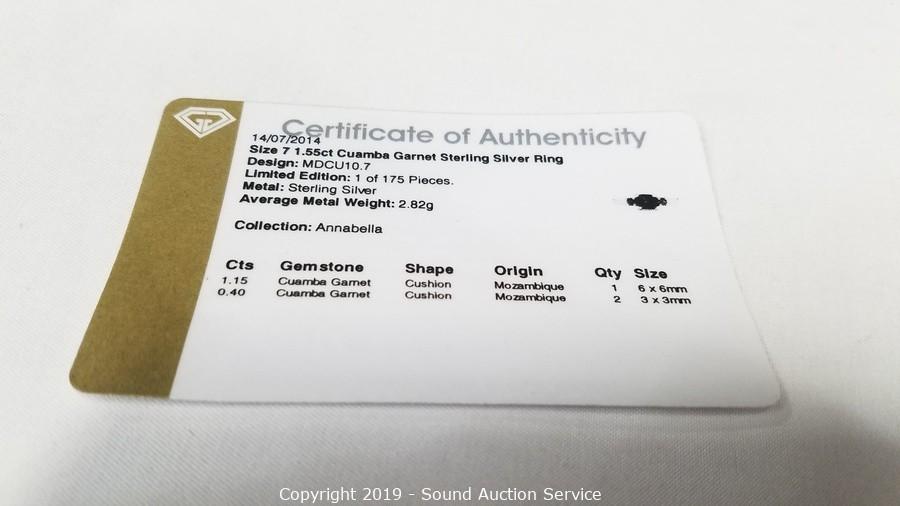 GG
Certificate of Authenticity
14/07/2014
Size 7 1.55ct Cuamba Garnet Sterling Silver Ring
Design: MDCU10.7
Limited Edition: 1 of 175 Pieces.
Metal: Sterling Silver
Average Metal Weight: 2.82g
Collection: Annabella
Cts Gemstone Shape Origin Qty Size
1.15 Cuamba Garnet Cushion Mozambique 1 6 x 6mm
0.40 Cuamba Garnet Cushion Mozambique 2 3 x 3mm
Copyright 2019 - Sound Auction Service